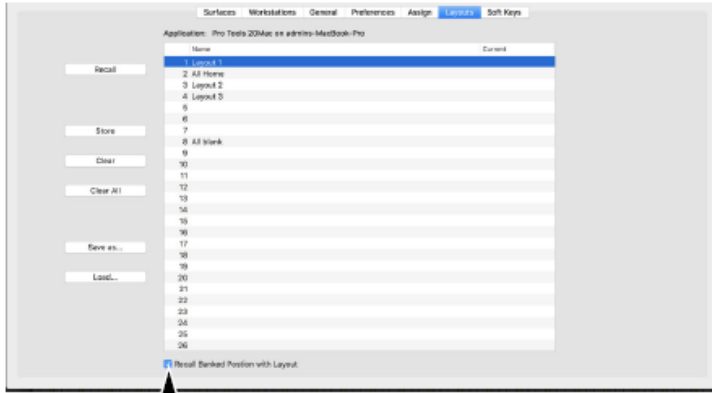 Surfaces Workstations General Preferences Assign Layouts Soft Keys
Application: Pro Tools 20Mac on admins-MacBook-Pro
Name Current
Recall
1 Layout 1
2 All Home
3 Layout 2
4 Layout 3
5
6
Store
7
8 All blank
9
Clear
10
11
Clear All
12
13
14
15
16
Save as...
17
18
19
Load...
20
21
22
23
24
25
26
Recall Banked Postion with Layout